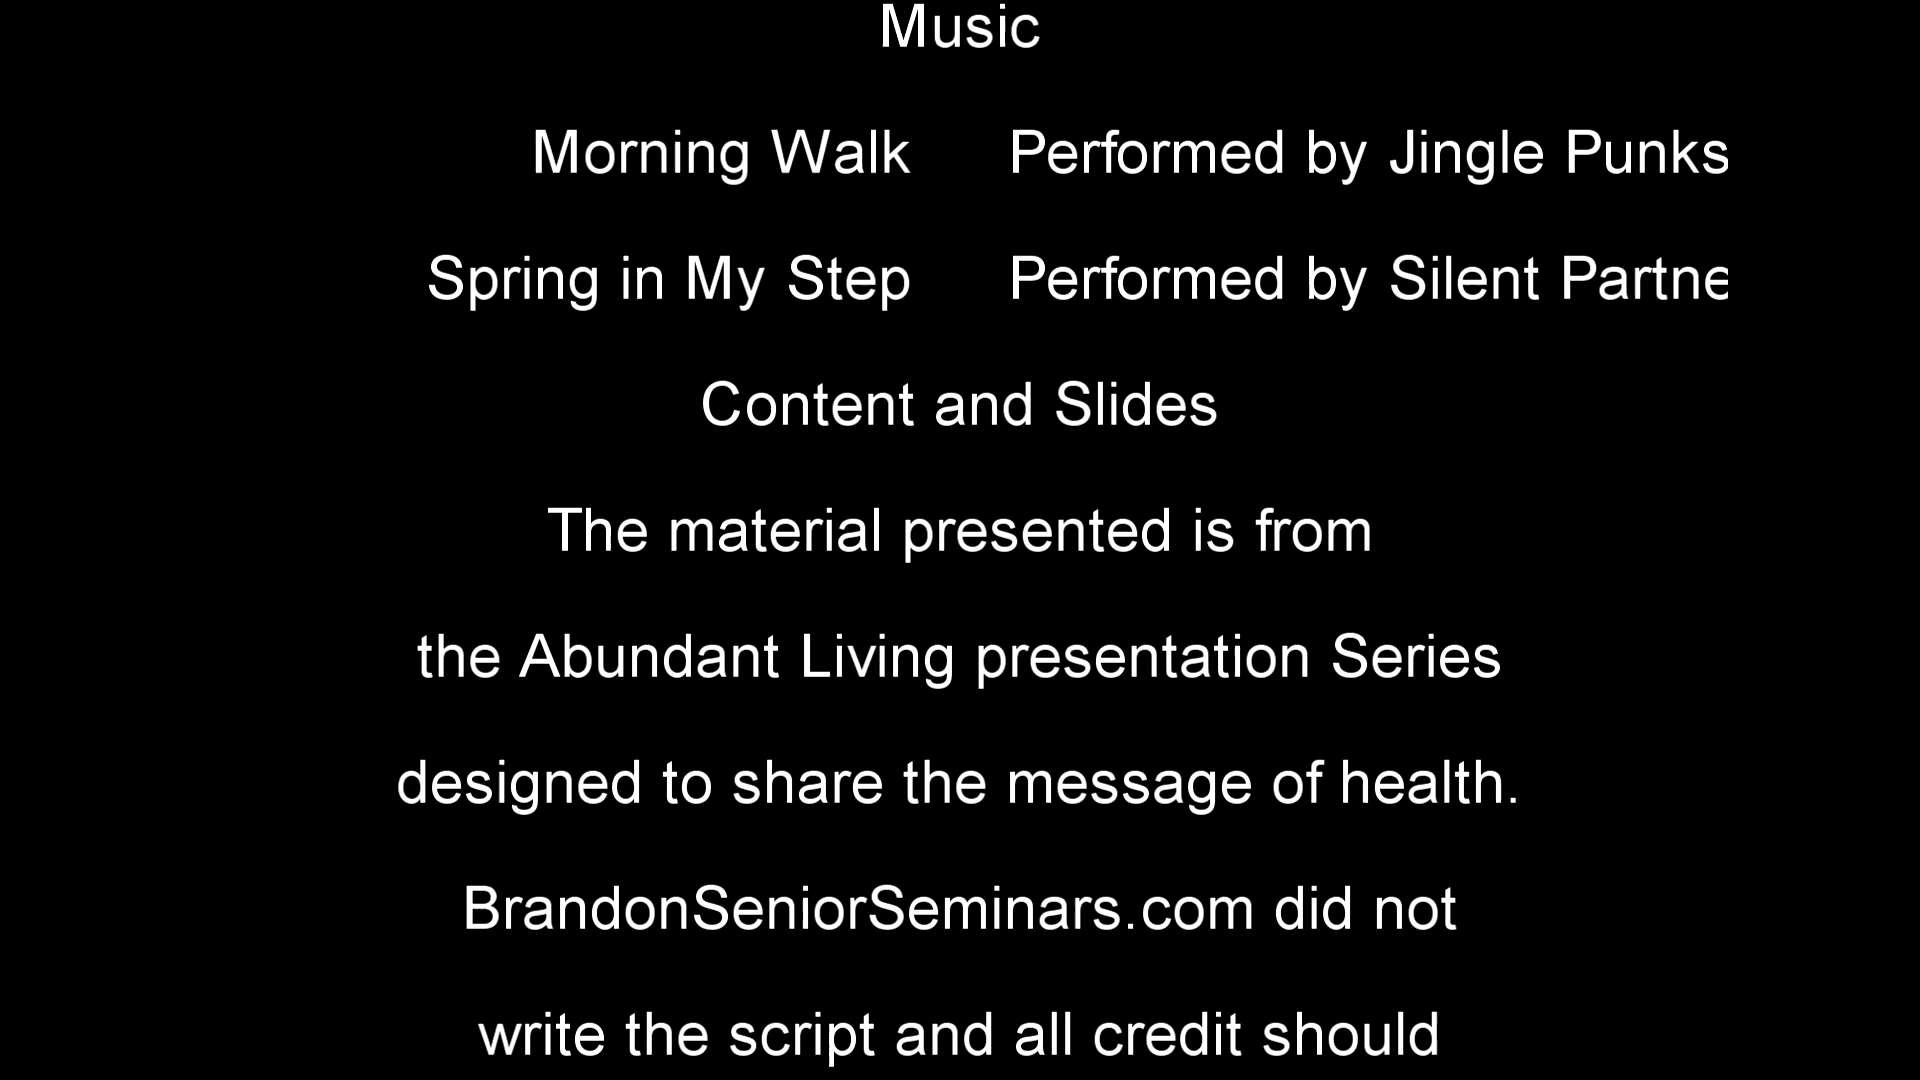 Music
Morning Walk Performed by Jingle Punks
Spring in My Step Performed by Silent Partne
Content and Slides
The material presented is from
the Abundant Living presentation Series
designed to share the message of health.
BrandonSeniorSeminars.com did not
write the script and all credit should